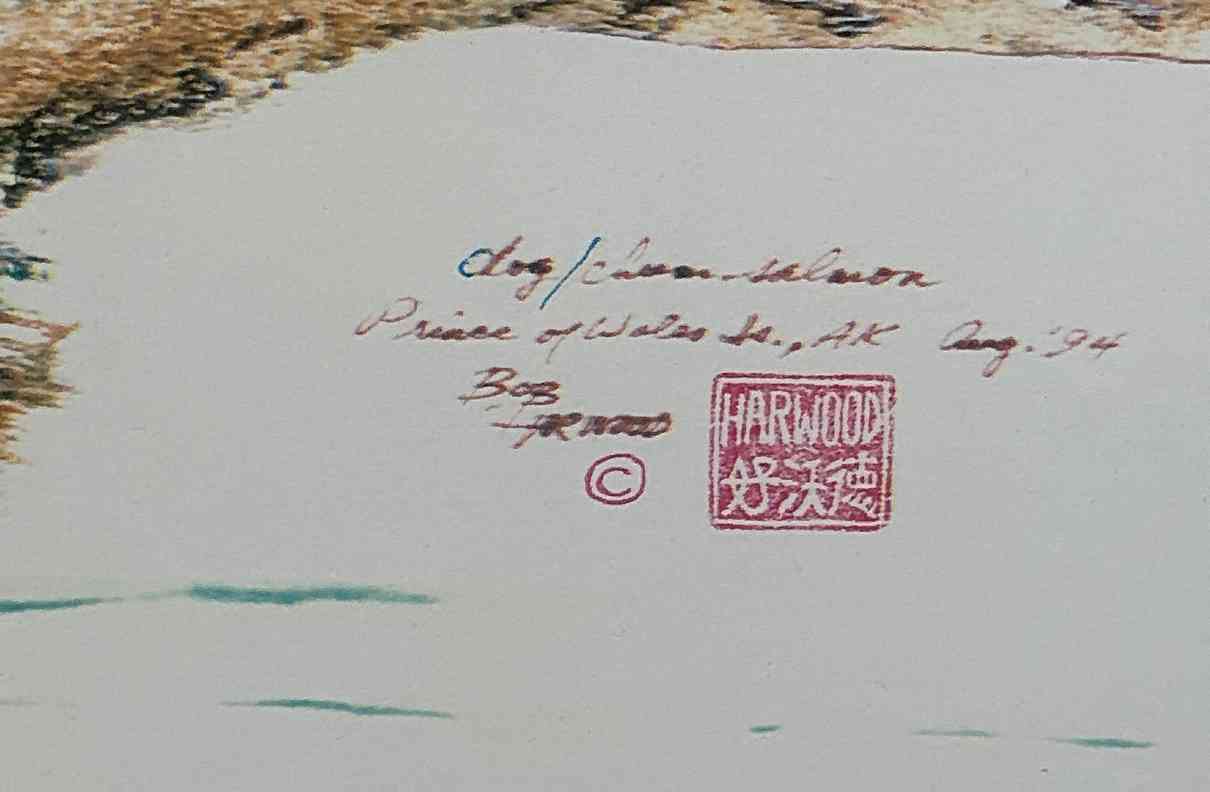 dog/chum salmon
Prince of Wales Is., AK Aug. '94
Bob
HARWOOD
©
HARWOOD
好沃德